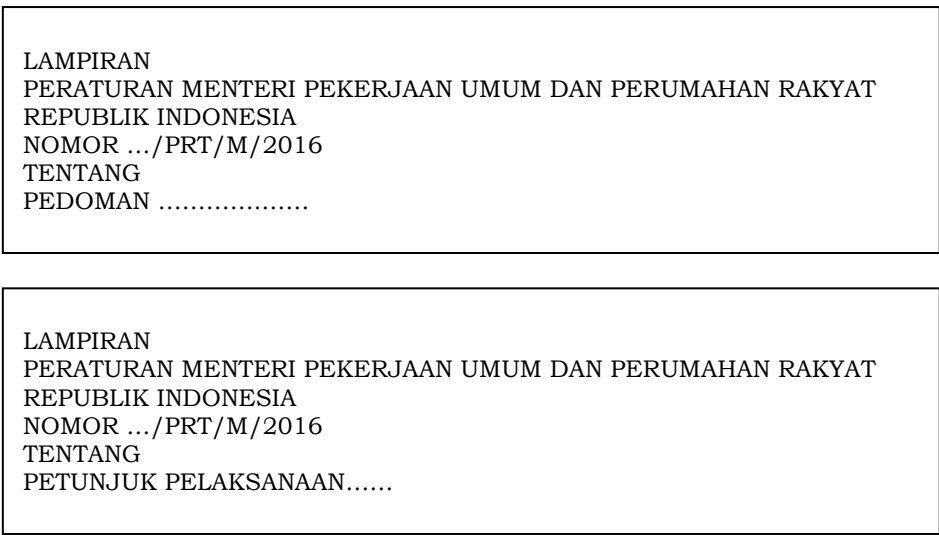 LAMPIRAN
PERATURAN MENTERI PEKERJAAN UMUM DAN PERUMAHAN RAKYAT
REPUBLIK INDONESIA
NOMOR .../PRT/M/2016
TENTANG
PEDOMAN ...................
LAMPIRAN
PERATURAN MENTERI PEKERJAAN UMUM DAN PERUMAHAN RAKYAT
REPUBLIK INDONESIA
NOMOR .../PRT/M/2016
TENTANG
PETUNJUK PELAKSANAAN......